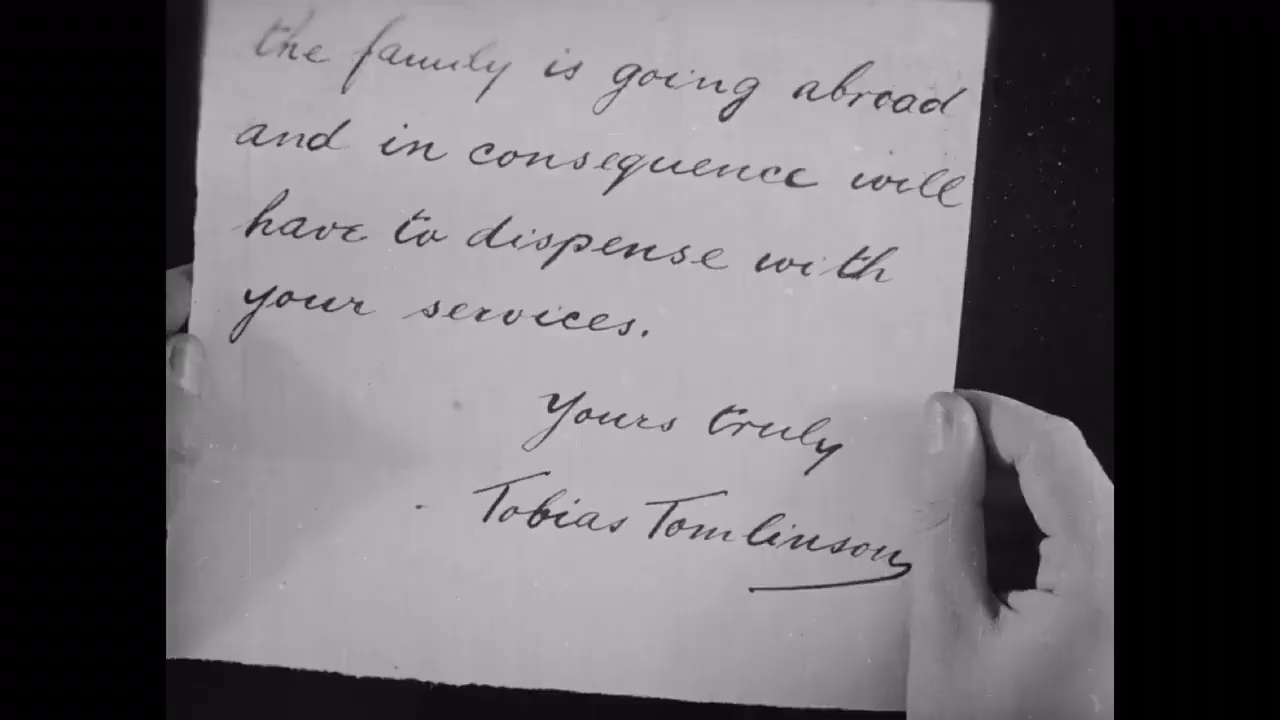 the family is going abroad
and in consequence will
have to dispense with
your services.
Yours truly
Tobias Tomlinson